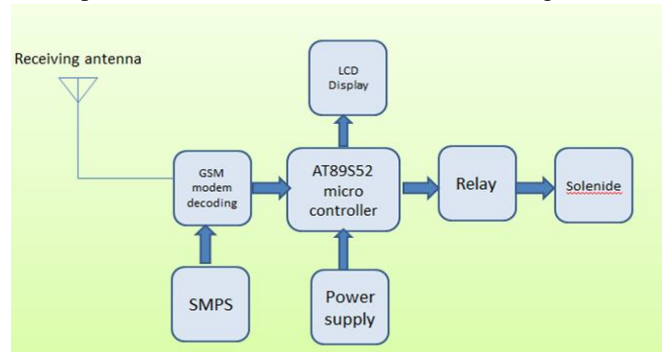 Receiving antenna
LCD
Display
GSM
modem
decoding
AT89S52
micro
controller
Relay
Solenide
SMPS
Power
supply